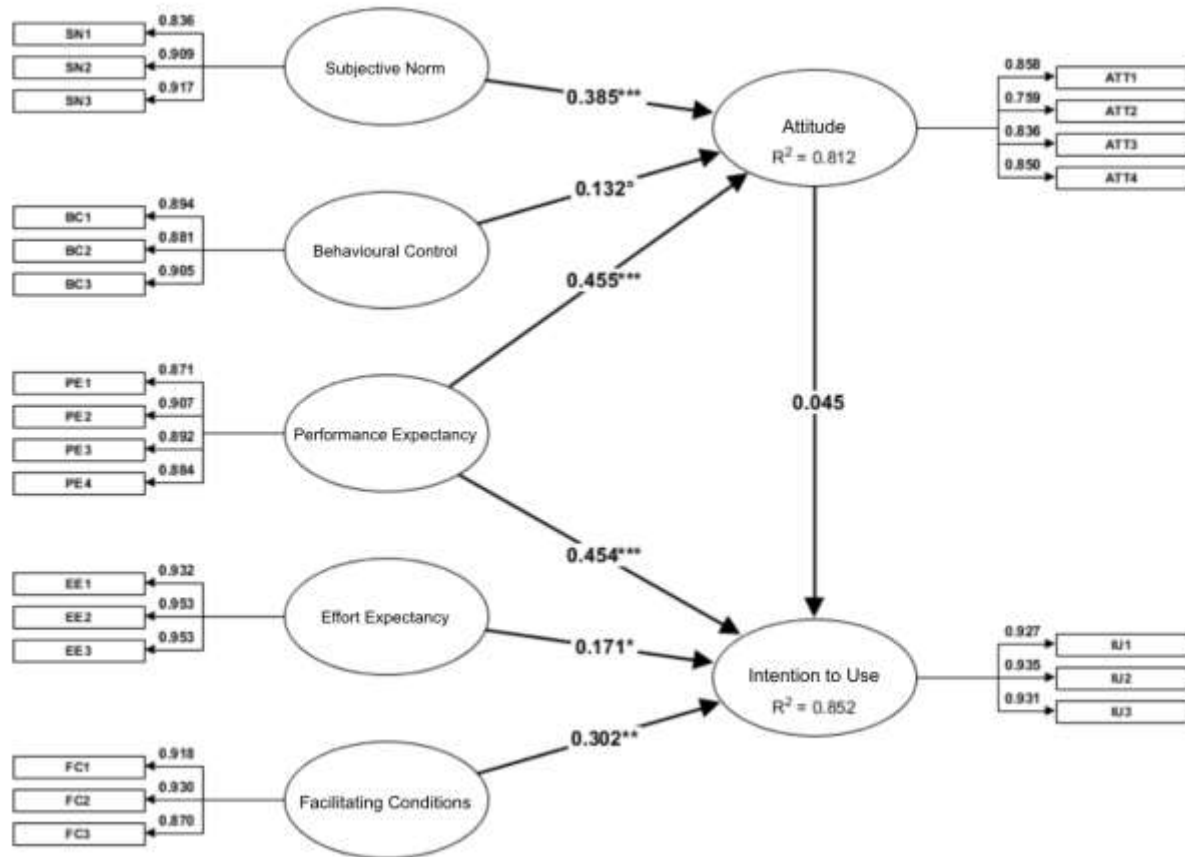 SN1
0.836
SN2
0.909
SN3
0.917
Subjective Norm
0.385***
BC1
0.894
BC2
0.881
BC3
0.905
Behavioural Control
0.132*
PE1
0.871
PE2
0.907
PE3
0.892
PE4
0.884
Performance Expectancy
0.455***
0.454***
EE1
0.932
EE2
0.953
EE3
0.953
Effort Expectancy
0.171*
FC1
0.918
FC2
0.930
FC3
0.870
Facilitating Conditions
0.302**
Attitude
R² = 0.812
0.858
ATT1
0.759
ATT2
0.836
ATT3
0.850
ATT4
0.045
Intention to Use
R² = 0.852
0.927
IU1
0.935
IU2
0.931
IU3